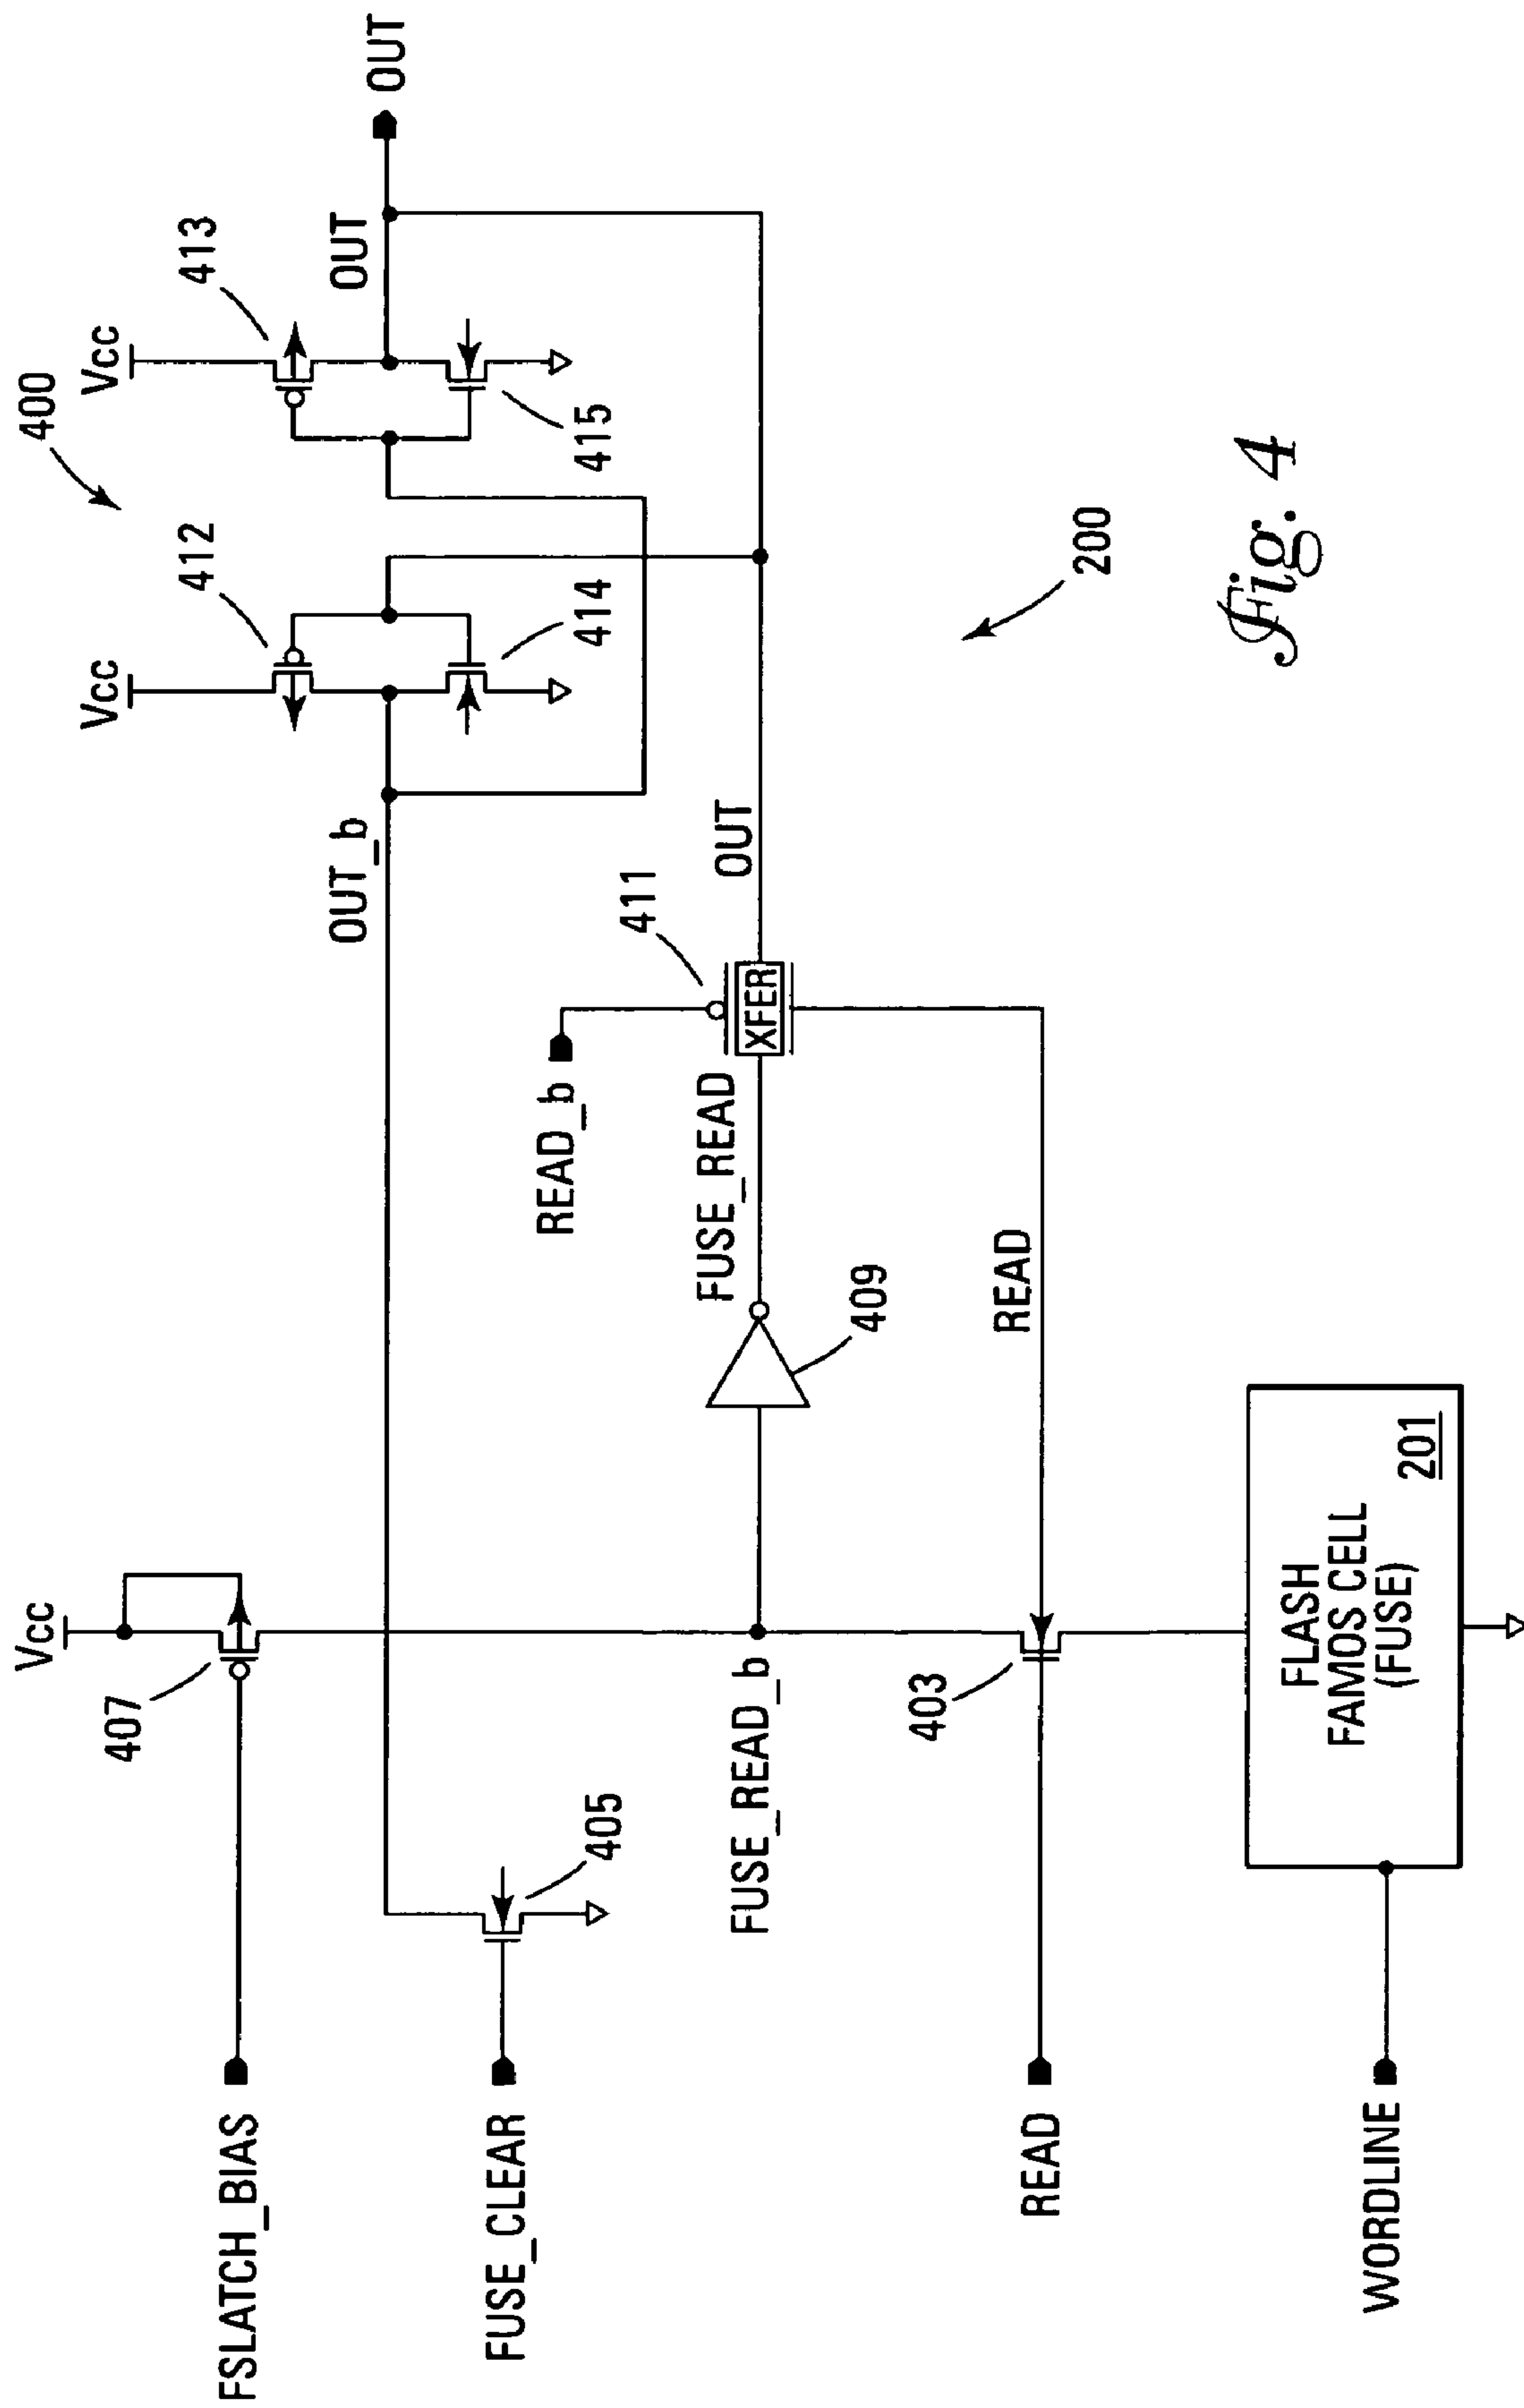 400
Vcc
407
FSLATCH_BIAS
Vcc
412
Vcc
413
OUT_b
OUT
OUT
414
415
405
FUSE_CLEAR
READ_b
411
FUSE_READ_b
FUSE_READ
XFER
OUT
409
403
READ
READ
200
FLASH
FAMOS CELL
(FUSE)
201
WORDLINE
Fig. 4